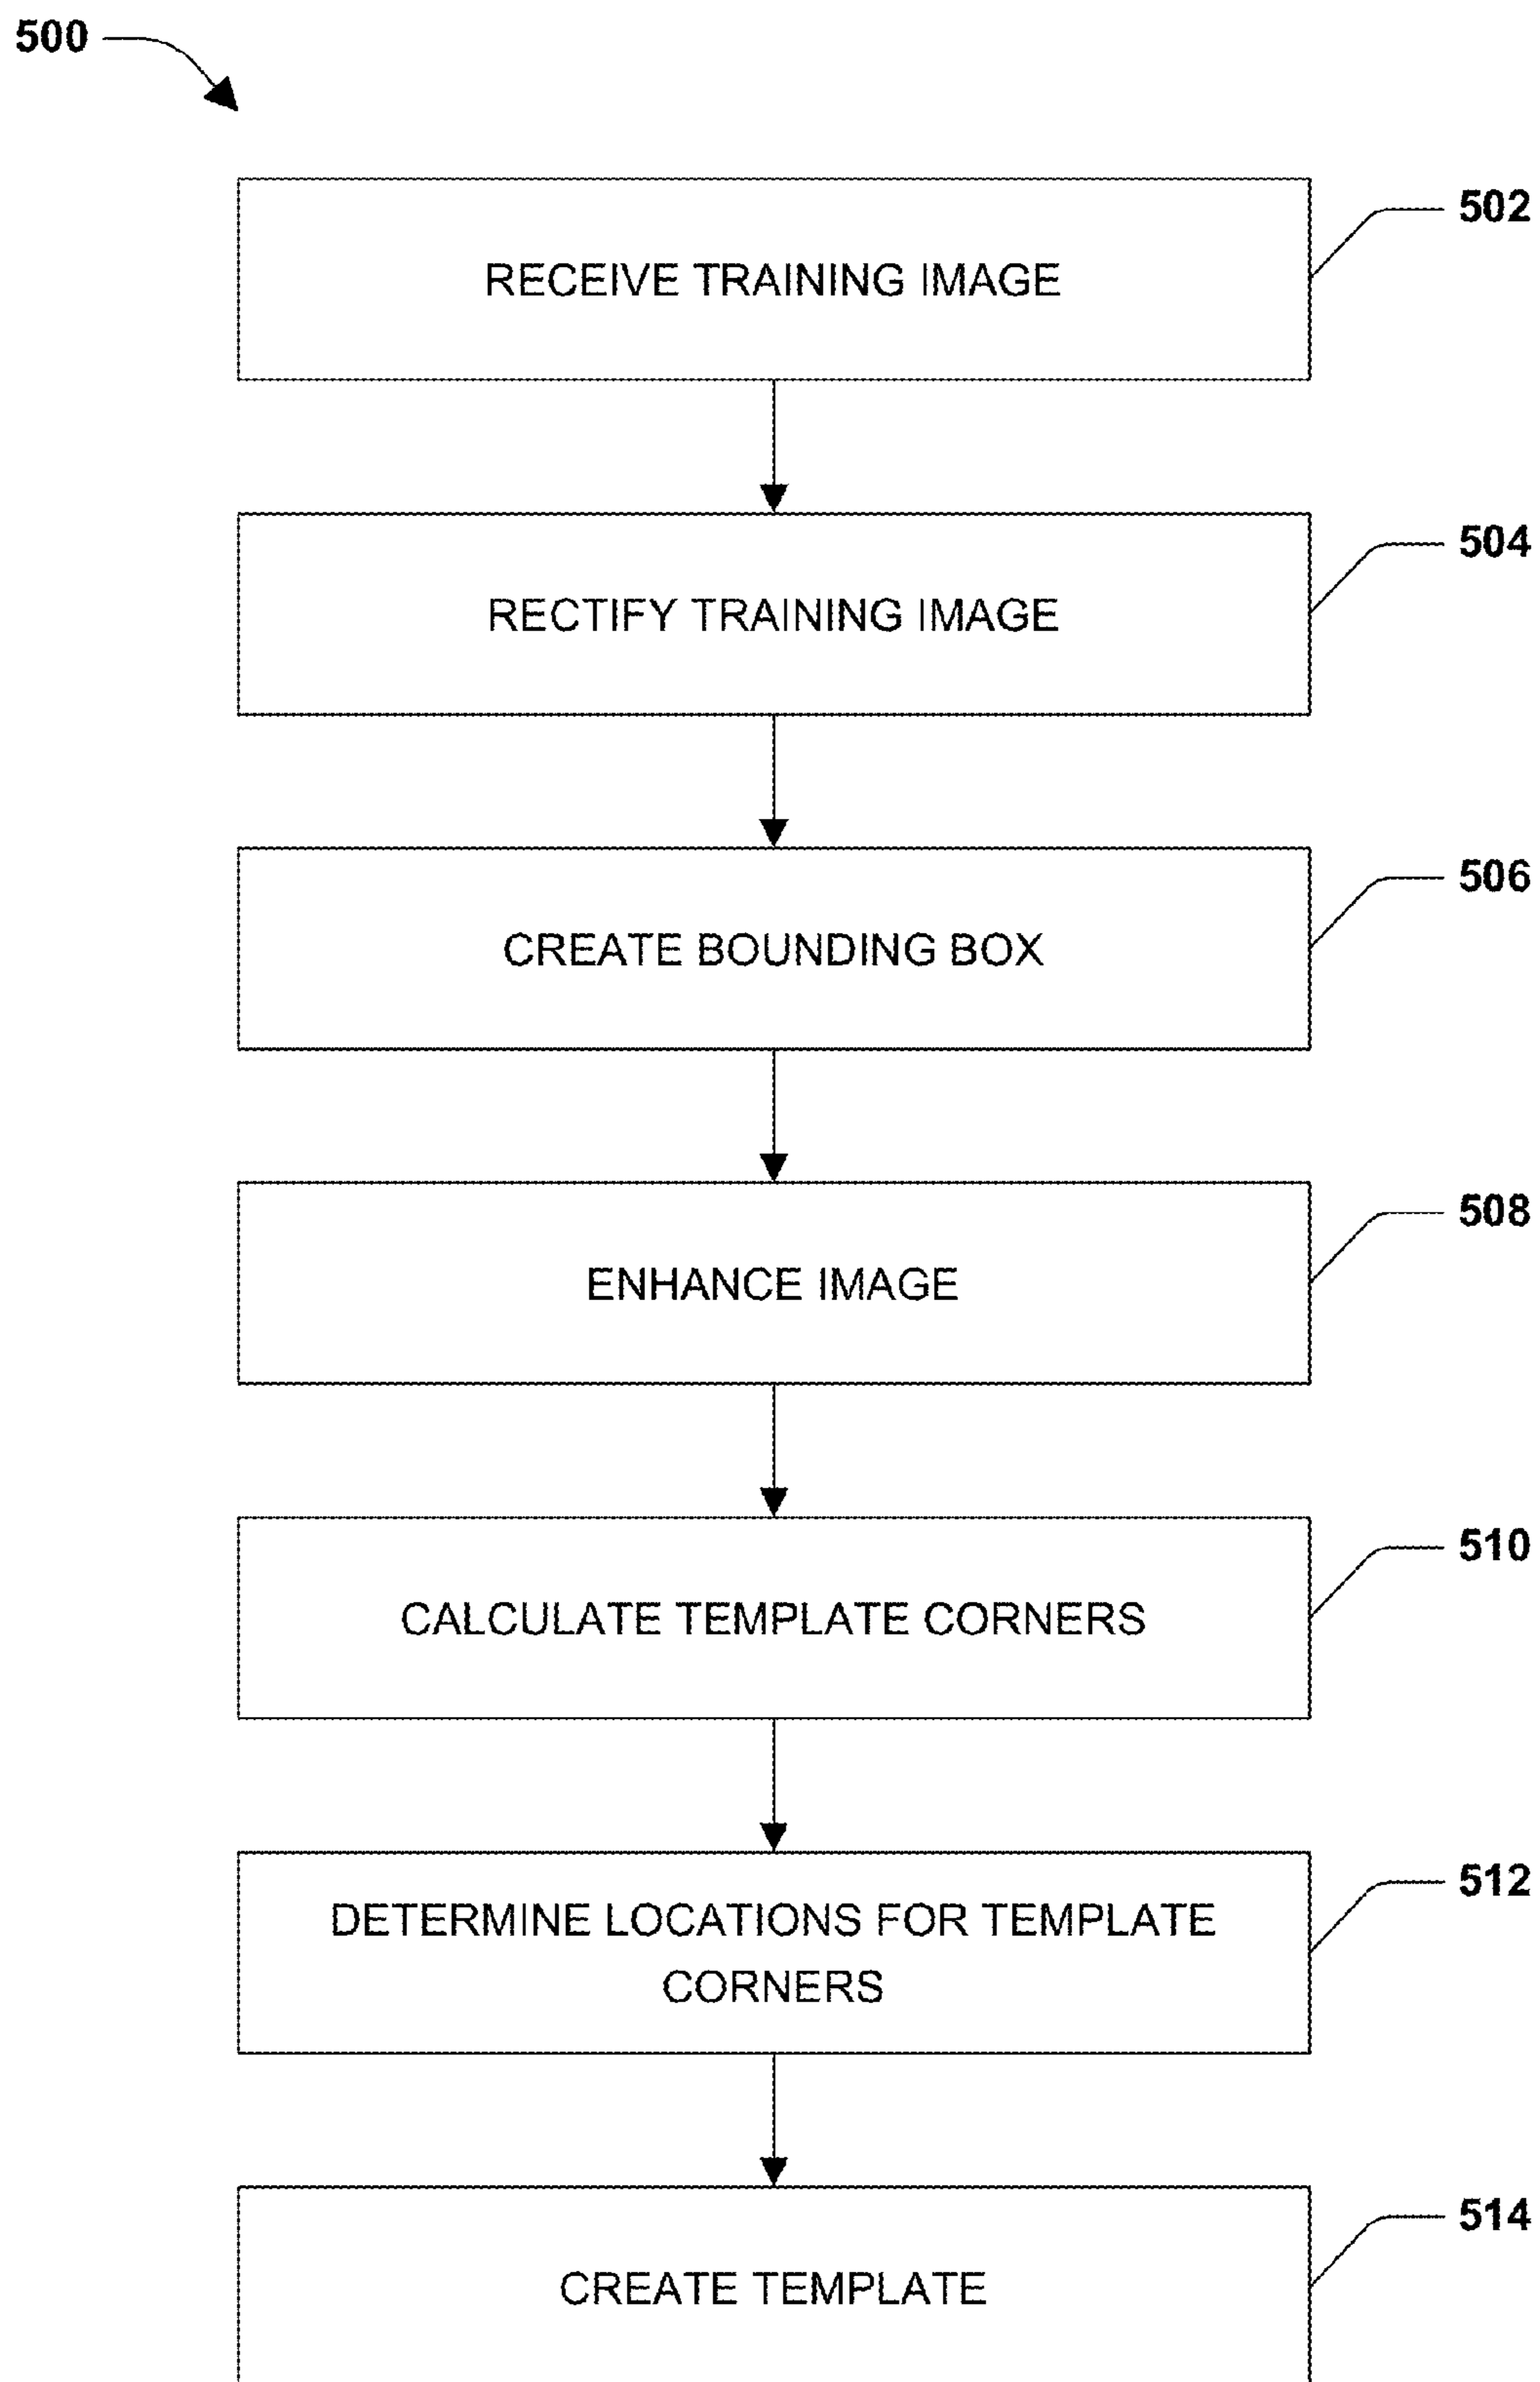 500
502
RECEIVE TRAINING IMAGE
504
RECTIFY TRAINING IMAGE
506
CREATE BOUNDING BOX
508
ENHANCE IMAGE
510
CALCULATE TEMPLATE CORNERS
512
DETERMINE LOCATIONS FOR TEMPLATE
CORNERS
514
CREATE TEMPLATE